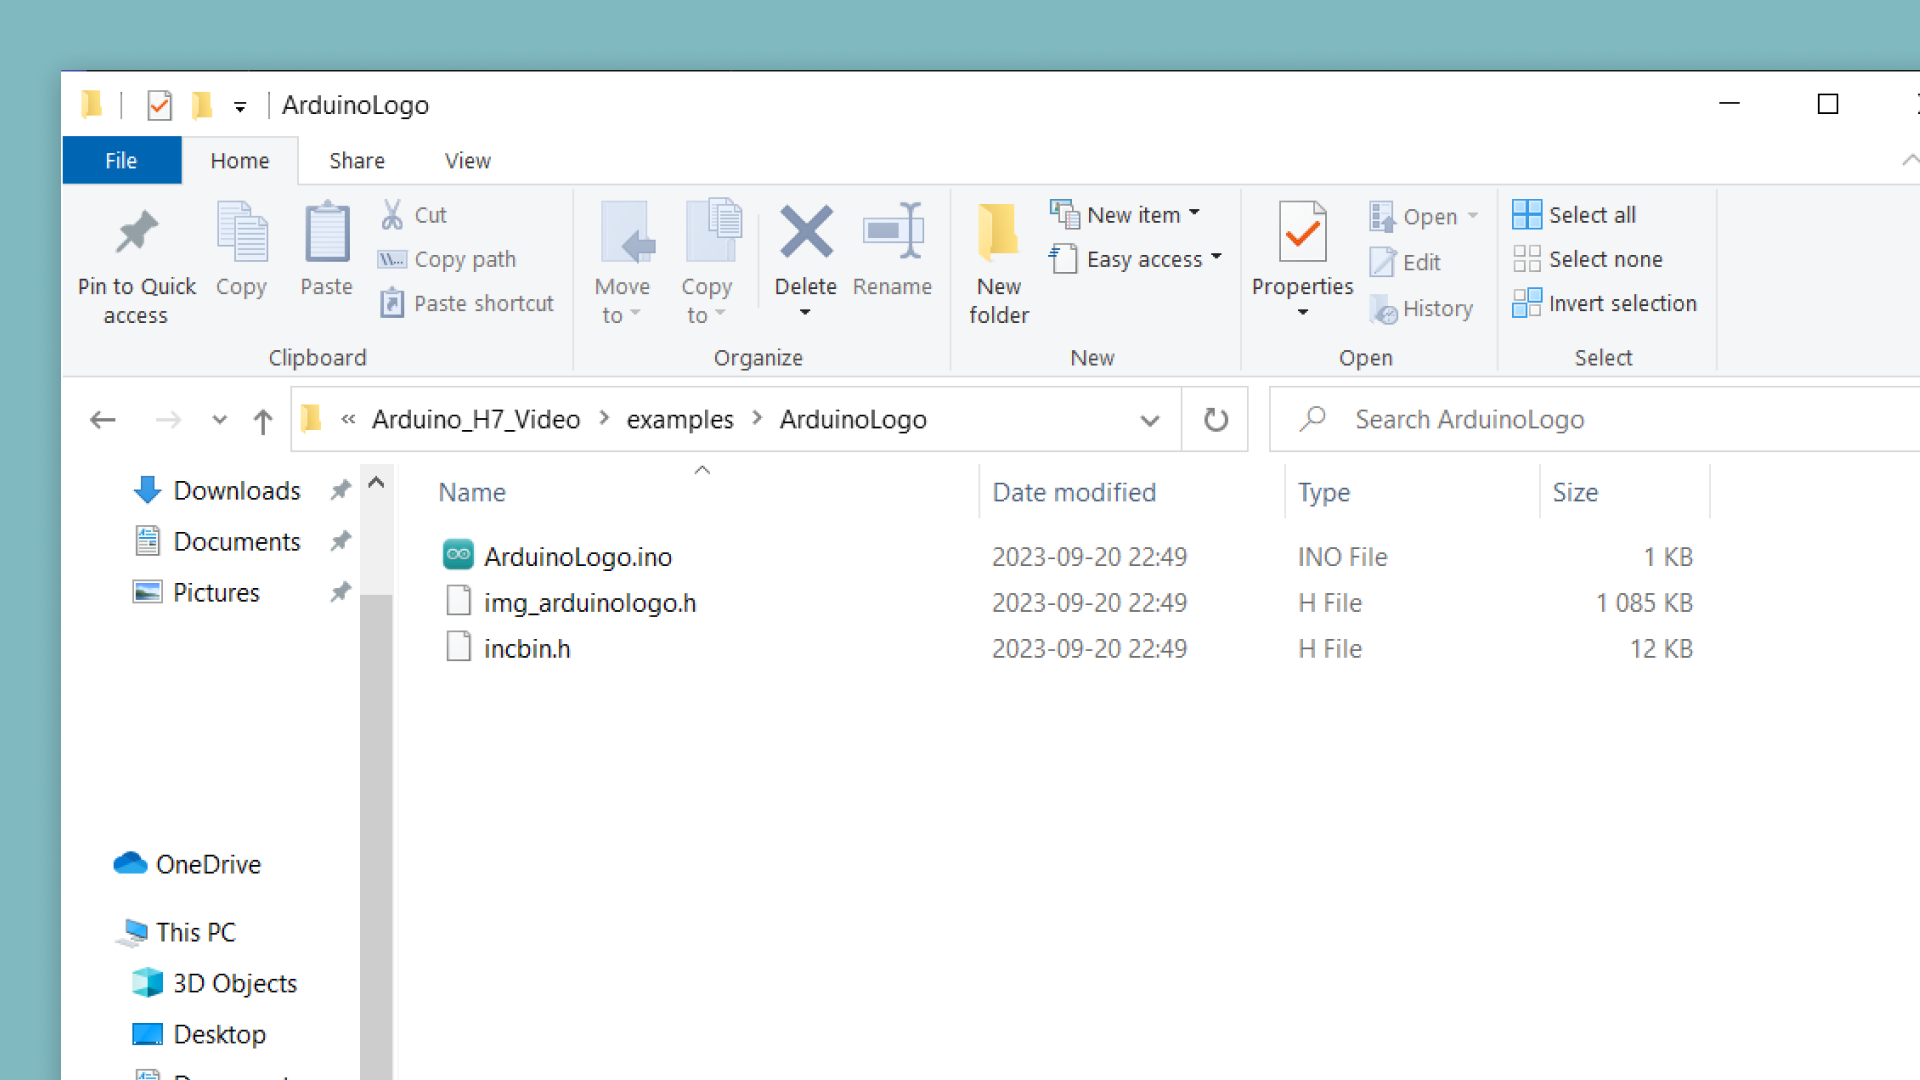 ArduinoLogo
File
Home
Share
View
Pin to Quick
access
Copy
Paste
Cut
Copy path
Paste shortcut
Clipboard
Move
to
Copy
to
Delete
Rename
Organize
New
folder
New item
Easy access
New
Properties
Open
Edit
History
Open
Select all
Select none
Invert selection
Select
« Arduino_H7_Video > examples > ArduinoLogo
Search ArduinoLogo
Downloads
Documents
Pictures
OneDrive
This PC
3D Objects
Desktop
Name Date modified Type Size
ArduinoLogo.ino 2023-09-20 22:49 INO File 1 KB
img_arduinologo.h 2023-09-20 22:49 H File 1 085 KB
incbin.h 2023-09-20 22:49 H File 12 KB